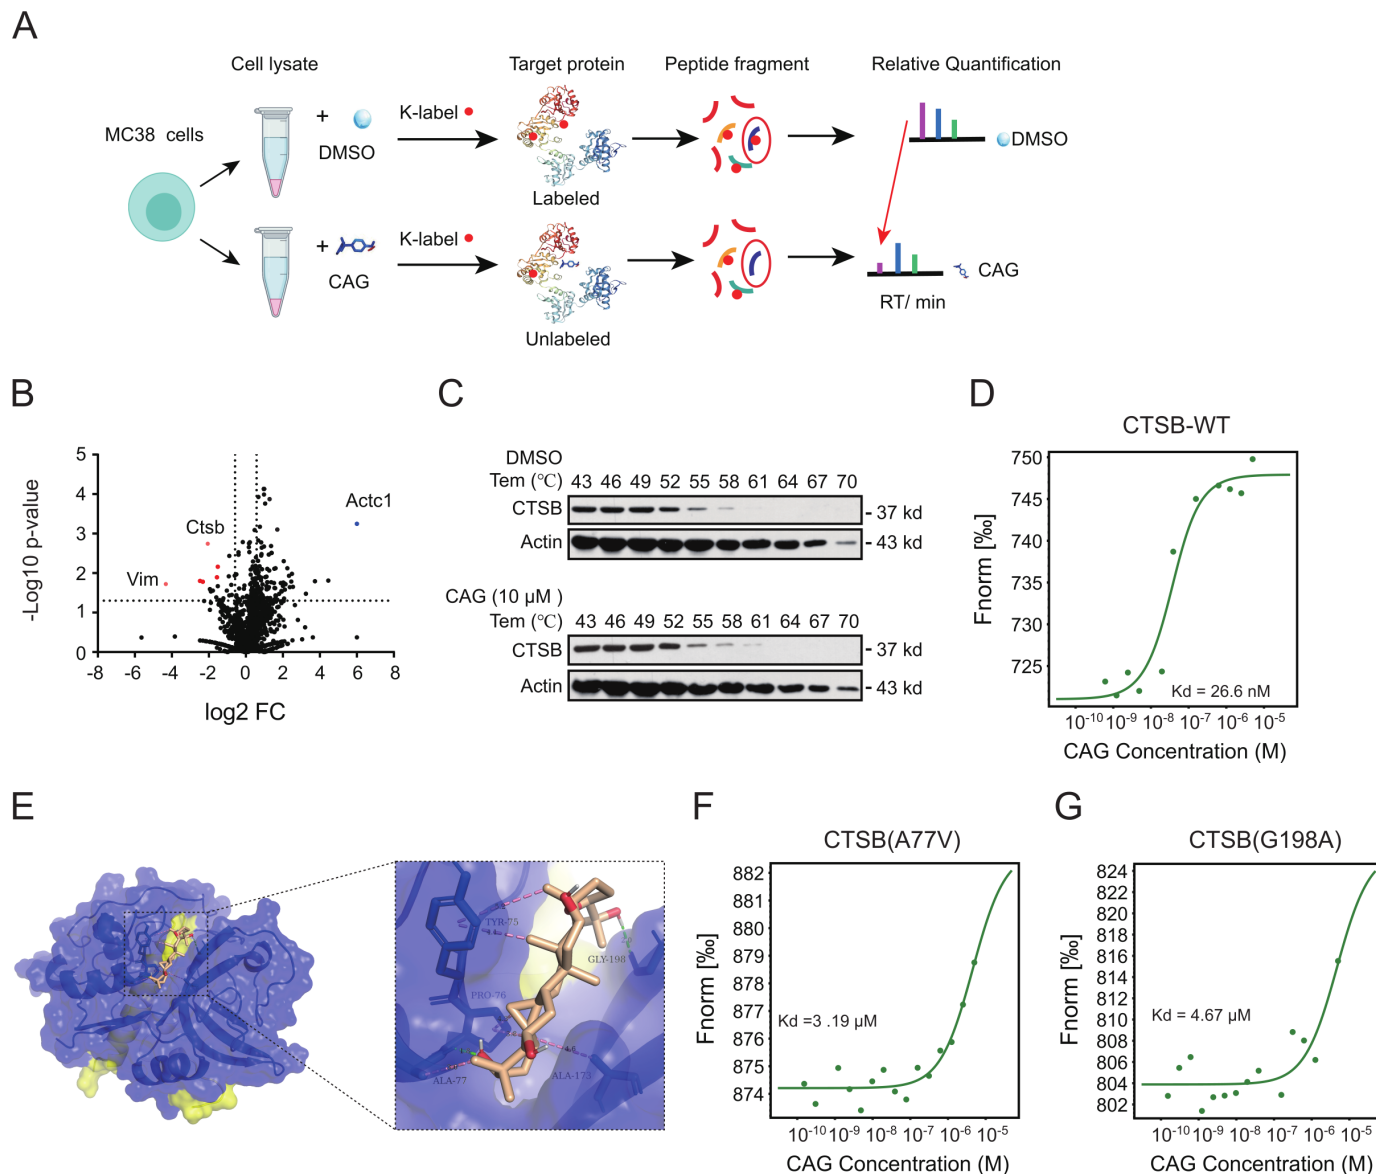 A
Cell lysate
Target protein
Peptide fragment
Relative Quantification
MC38 cells
+
DMSO
K-label
Labeled
DMSO
+
CAG
K-label
Unlabeled
CAG
RT/ min
B
5
4
3
2
1
0
-8 -6 -4 -2 0 2 4 6 8
-Log10 p-value
log2 FC
Actc1
Ctsb
Vim
C
DMSO
Tem (℃) 43 46 49 52 55 58 61 64 67 70
CTSB
- 37 kd
Actin
- 43 kd
CAG (10 μM )
Tem (℃) 43 46 49 52 55 58 61 64 67 70
CTSB
- 37 kd
Actin
- 43 kd
D
CTSB-WT
750
745
740
735
730
725
Fnorm [‰]
Kd = 26.6 nM
10⁻¹⁰ 10⁻⁹ 10⁻⁸ 10⁻⁷ 10⁻⁶ 10⁻⁵
CAG Concentration (M)
E
TYR-75
GLY-198
PRO-76
4.6
ALA-77
ALA-173
F
CTSB(A77V)
882
881
880
879
878
877
876
875
874
Fnorm [‰]
Kd =3 .19 μM
10⁻¹⁰ 10⁻⁹ 10⁻⁸ 10⁻⁷ 10⁻⁶ 10⁻⁵
CAG Concentration (M)
G
CTSB(G198A)
824
822
820
818
816
814
812
810
808
806
804
802
Fnorm [‰]
Kd = 4.67 μM
10⁻¹⁰ 10⁻⁹ 10⁻⁸ 10⁻⁷ 10⁻⁶ 10⁻⁵
CAG Concentration (M)